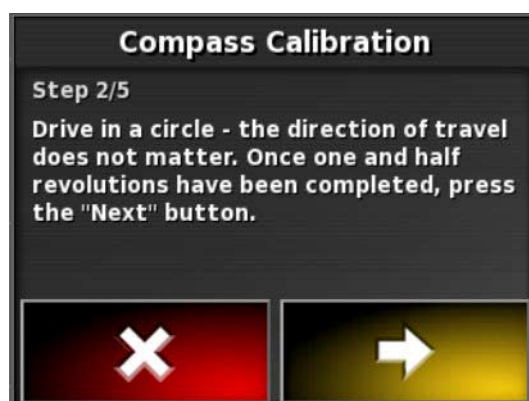 Compass Calibration
Step 2/5
Drive in a circle - the direction of travel
does not matter. Once one and half
revolutions have been completed, press
the "Next" button.